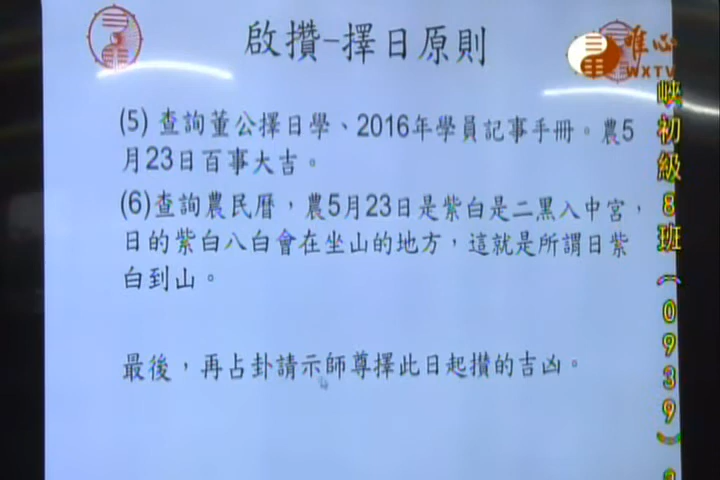 啟攢-擇日原則
唯心
WXTV
(5) 查詢董公擇日學、2016年學員記事手冊。農5
月23日百事大吉。
(6)查詢農民曆，農5月23日是紫白是二黑入中宮，
日的紫白八白會在坐山的地方，這就是所謂日紫
白到山。
最後，再占卦請示師尊擇此日起攢的吉凶。
峽初級8班(0939)